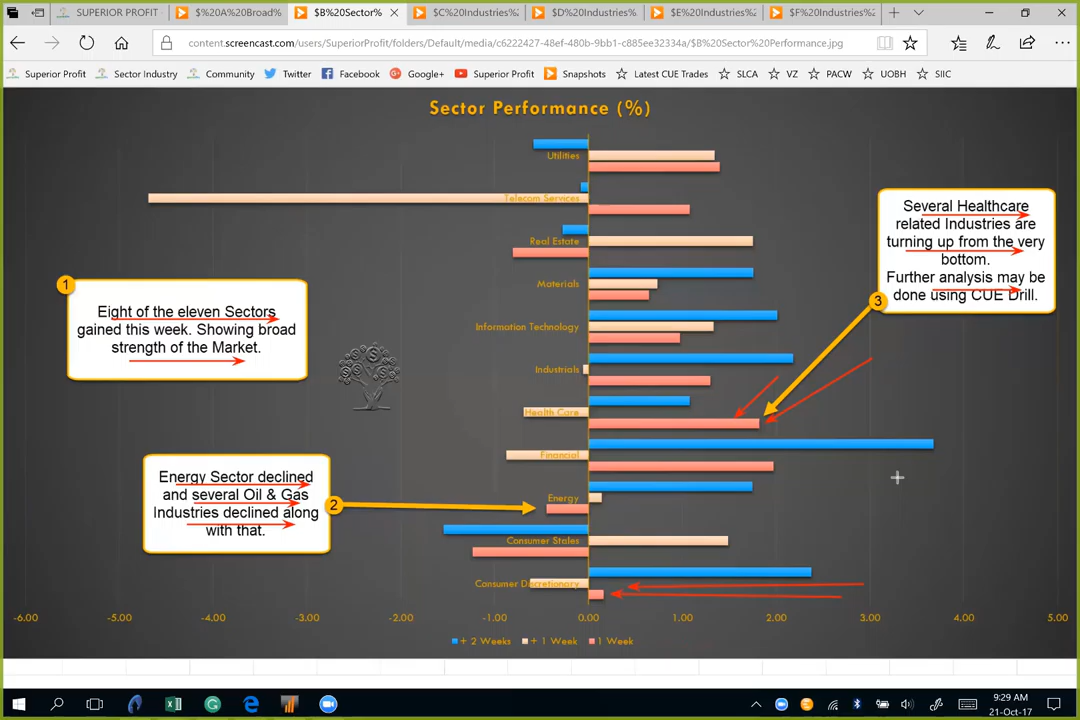 SUPERIOR PROFIT
$%20A%20Broad%
$B%20Sector%
$C%20Industries%2
$D%20Industries%
$E%20Industries%2
$F%20Industries%2
content.screencast.com/users/SuperiorProfit/folders/Default/media/c6222427-48ef-480b-9bb1-c885ee32334a/$B%20Sector%20Performance.jpg
Superior Profit
Sector Industry
Community
Twitter
Facebook
Google+
Superior Profit
Snapshots
Latest CUE Trades
SLCA
VZ
PACW
UOBH
SIIC
Sector Performance (%)
Utilities
Telecom Services
Real Estate
Materials
Information Technology
Industrials
Health Care
Financial
Energy
Consumer Stales
Consumer Discretionary
1
Eight of the eleven Sectors
gained this week. Showing broad
strength of the Market.
2
Energy Sector declined
and several Oil & Gas
Industries declined along
with that.
3
Several Healthcare
related Industries are
turning up from the very
bottom.
Further analysis may be
done using CUE Drill.
-6.00 -5.00 -4.00 -3.00 -2.00 -1.00 0.00 1.00 2.00 3.00 4.00 5.00
+ 2 Weeks + 1 Week 1 Week
9:29 AM
21-Oct-17